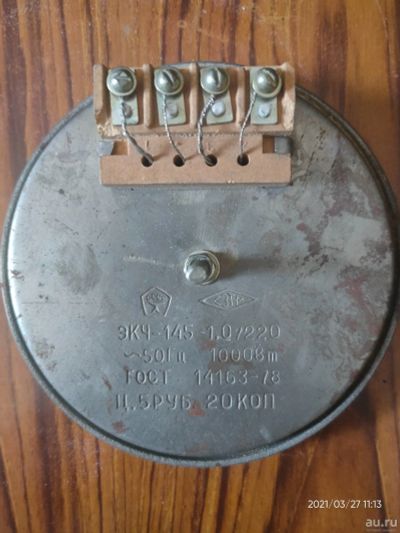 ЭКЧ-145-1.0/220
~50Гц 1000Вт
ГОСТ 14163-78
Ц.5РУБ. 20КОП
2021/03/27 11:13
au.ru